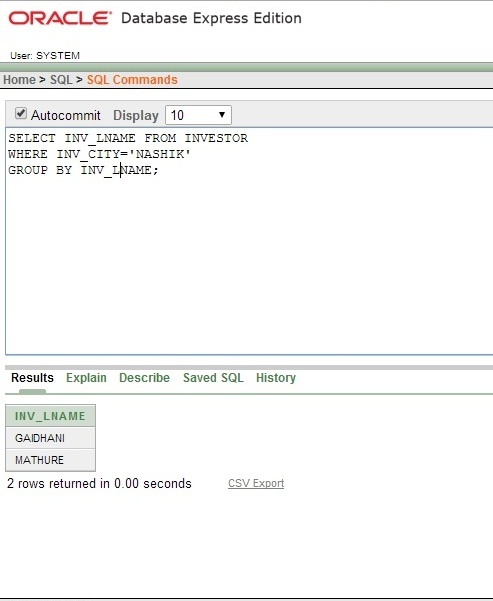 ORACLE® Database Express Edition
User: SYSTEM
Home > SQL > SQL Commands
Autocommit Display 10
SELECT INV_LNAME FROM INVESTOR
WHERE INV_CITY='NASHIK'
GROUP BY INV_LNAME;
Results Explain Describe Saved SQL History
INV_LNAME
GAIDHANI
MATHURE
2 rows returned in 0.00 seconds CSV Export